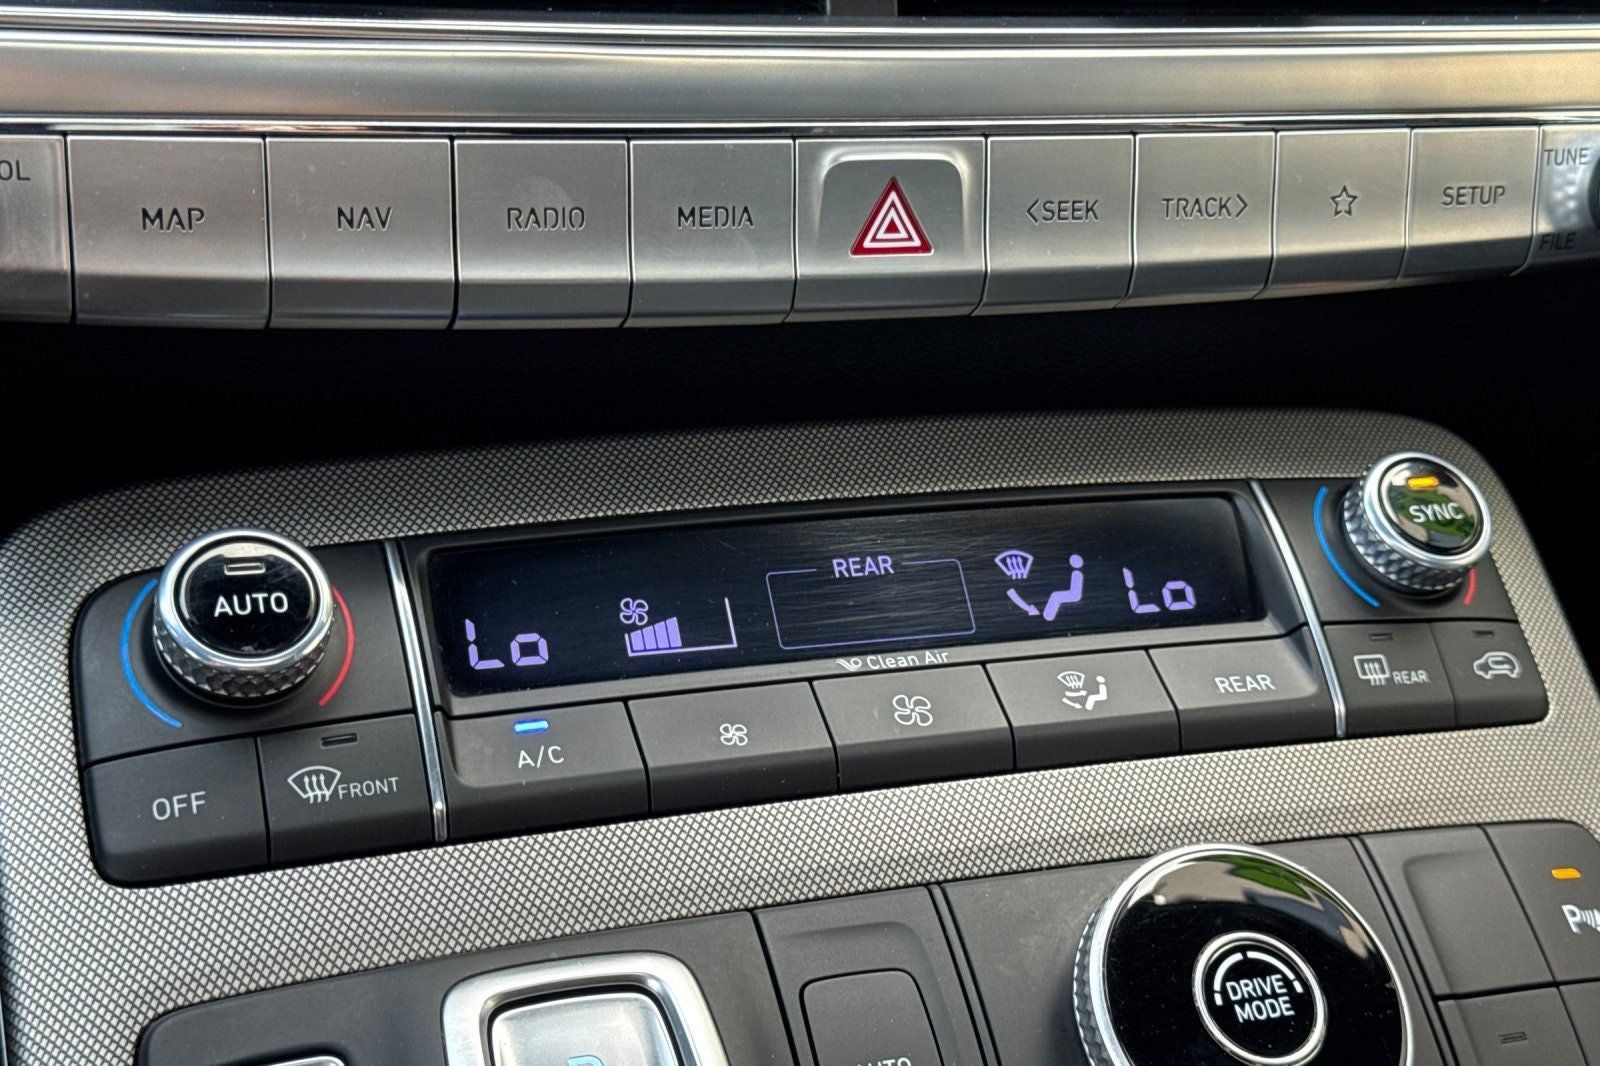 OL
MAP
NAV
RADIO
MEDIA
<SEEK
TRACK>
SETUP
TUNE
FILE
AUTO
Lo
REAR
Lo
SYNC
Clean Air
OFF
FRONT
A/C
REAR
REAR
DRIVE
MODE
P
AUTO
P